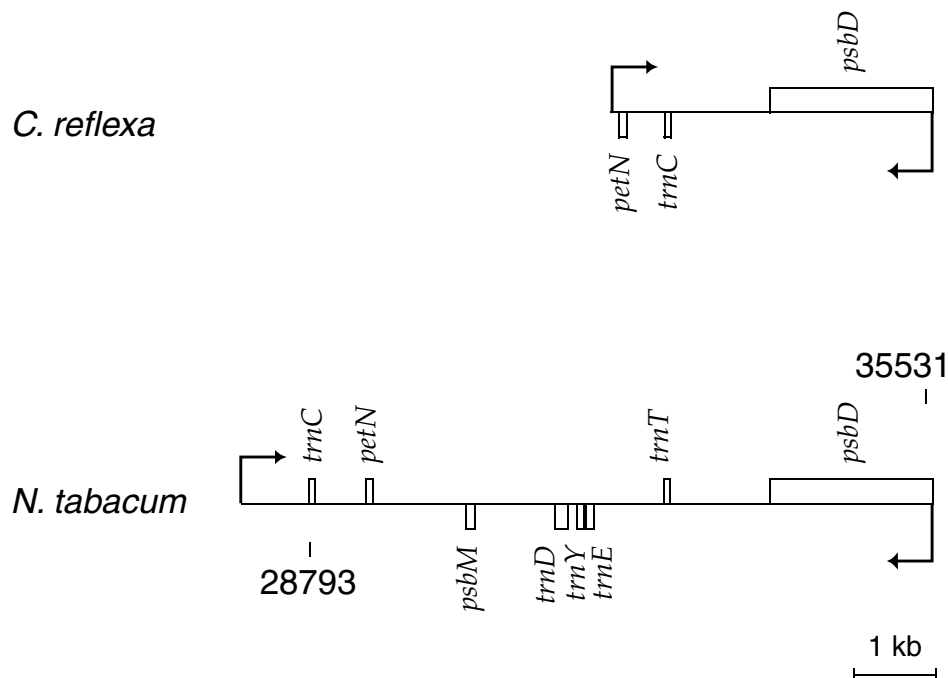 psbD
C. reflexa
petN
trnC
35531
trnC
petN
trnT
psbD
N. tabacum
28793
psbM
trnD
trnY
trnE
1 kb